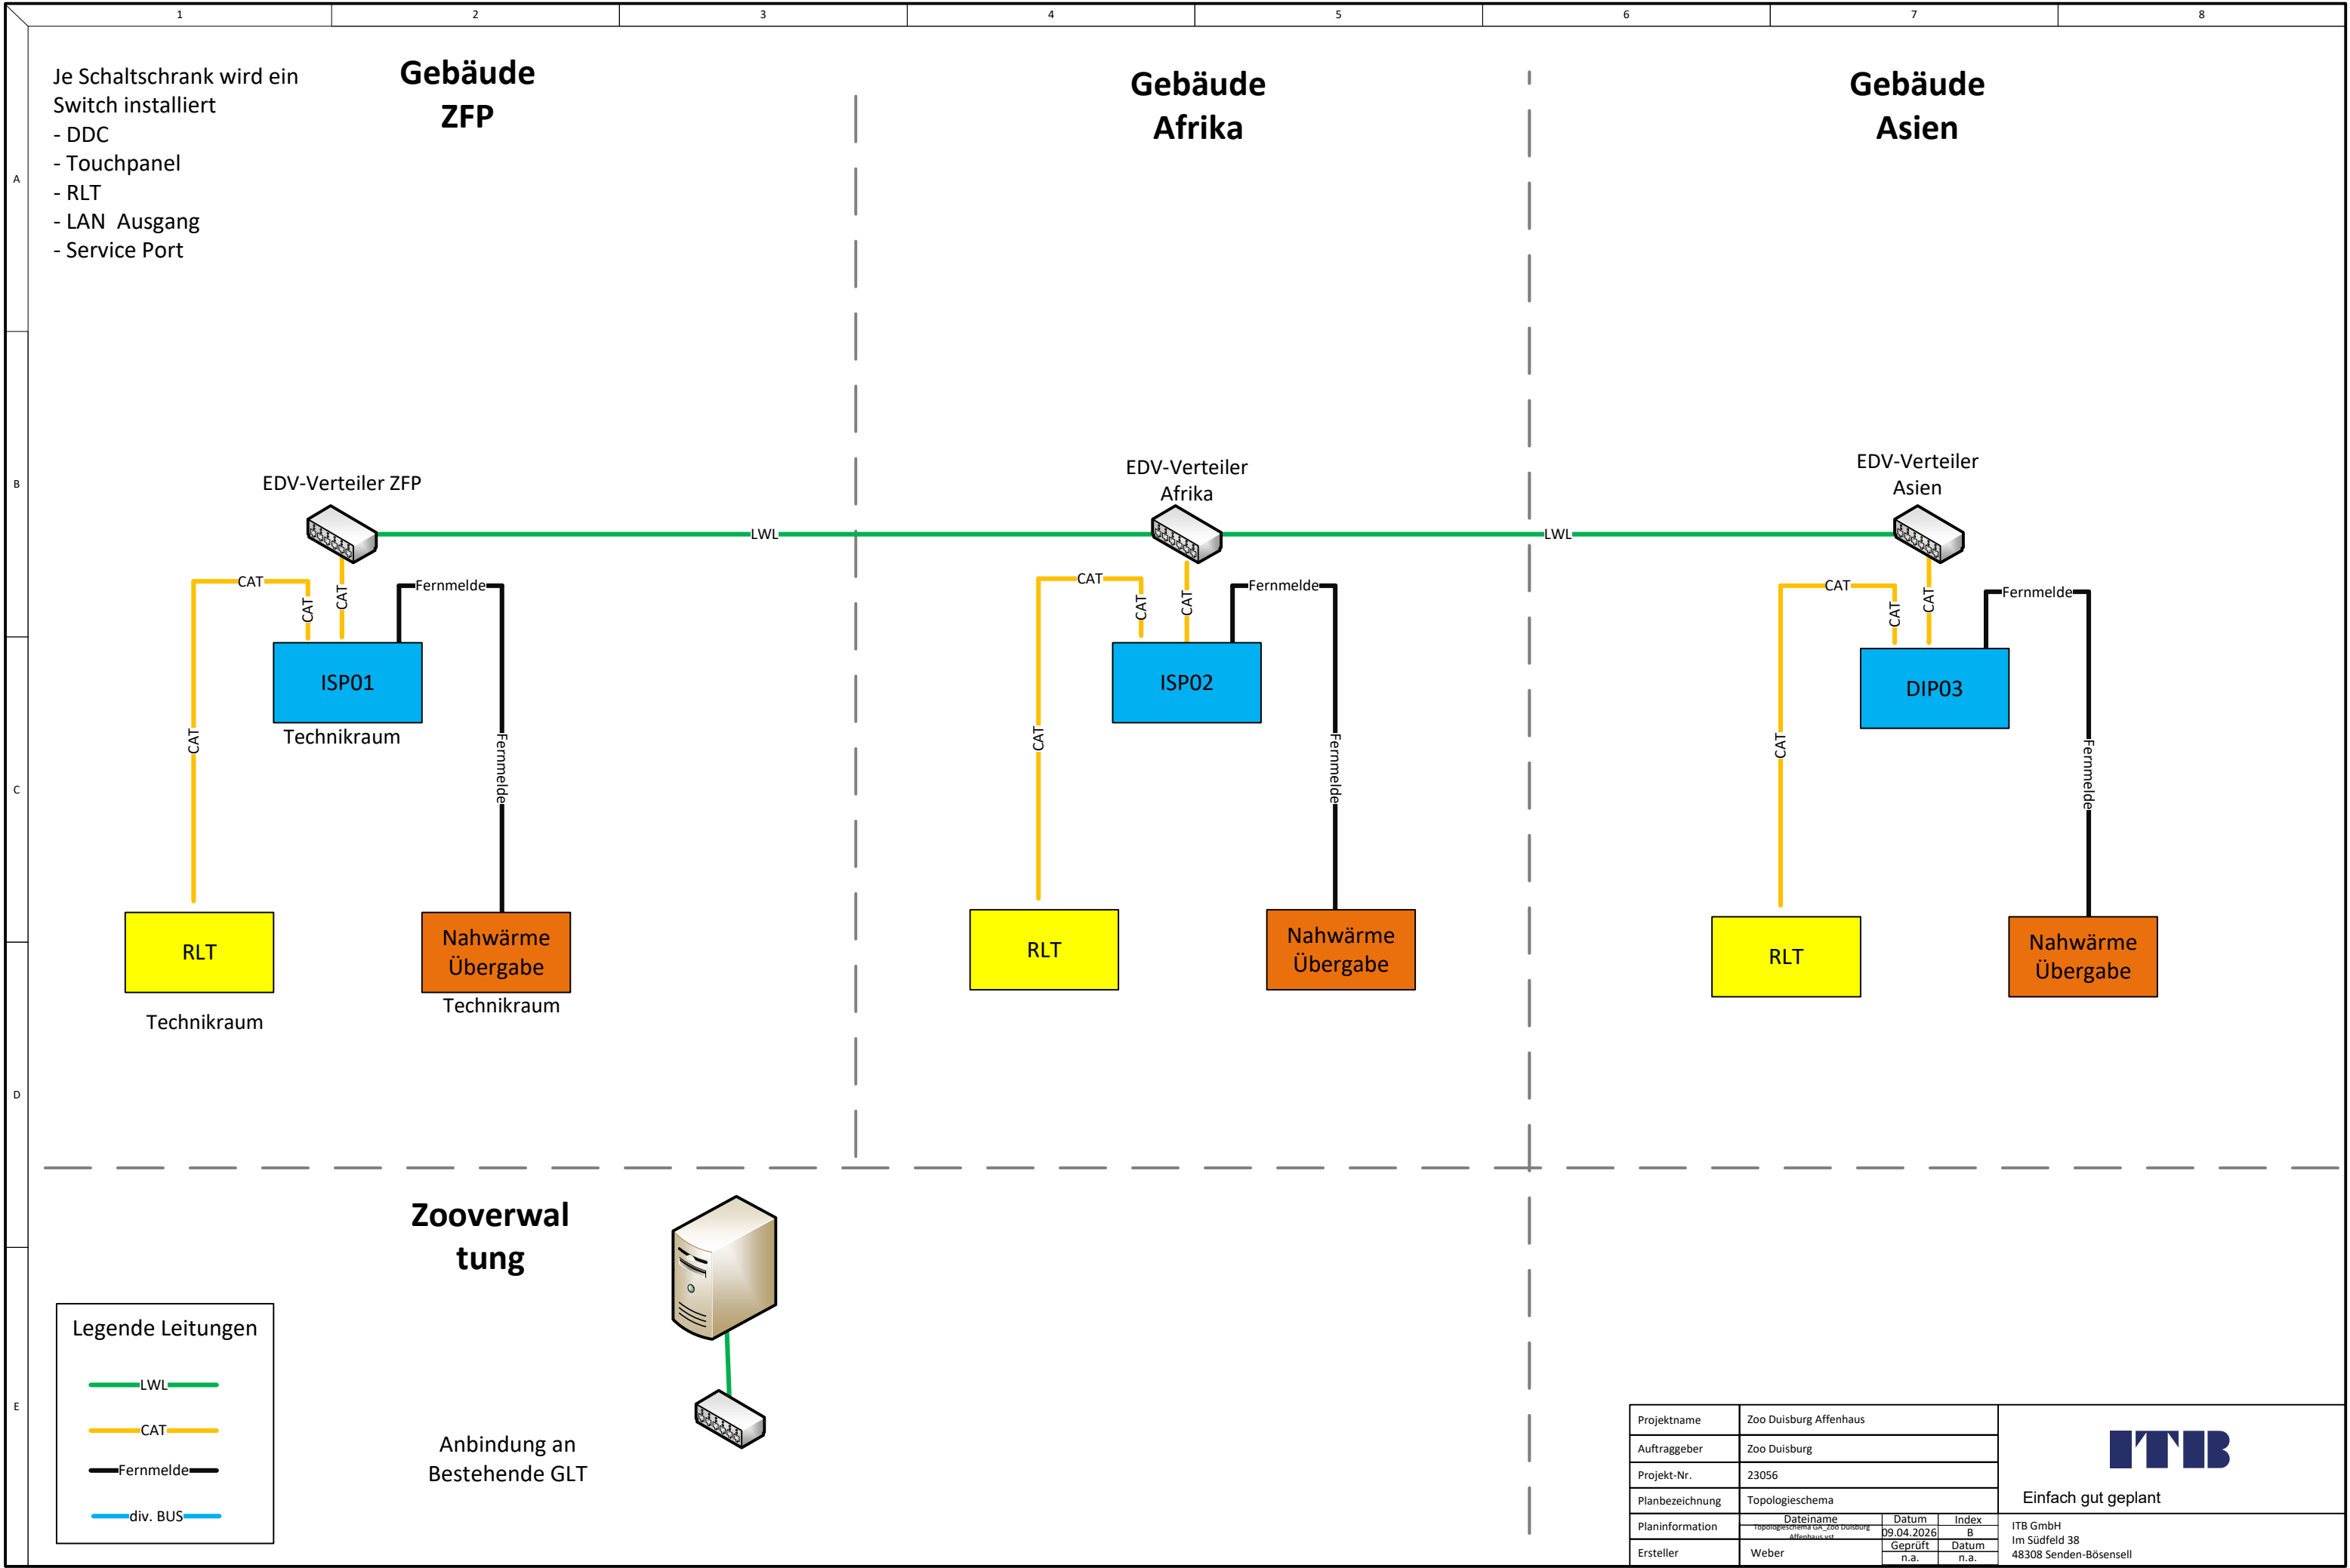 1 2 3 4 5 6 7 8
A
B
C
D
E
Je Schaltschrank wird ein
Switch installiert
- DDC
- Touchpanel
- RLT
- LAN  Ausgang
- Service Port
Gebäude
ZFP
Gebäude
Afrika
Gebäude
Asien
EDV-Verteiler ZFP
LWL
CAT
CAT
CAT
Fernmelde
ISP01
Technikraum
CAT
Fernmelde
RLT
Technikraum
Nahwärme
Übergabe
Technikraum
EDV-Verteiler
Afrika
LWL
CAT
CAT
CAT
Fernmelde
ISP02
CAT
Fernmelde
RLT
Nahwärme
Übergabe
EDV-Verteiler
Asien
CAT
CAT
CAT
Fernmelde
DIP03
CAT
Fernmelde
RLT
Nahwärme
Übergabe
Zooverwal
tung
Anbindung an
Bestehende GLT
Legende Leitungen
LWL
CAT
Fernmelde
div. BUS
Projektname Zoo Duisburg Affenhaus
Auftraggeber Zoo Duisburg
Projekt-Nr. 23056
Planbezeichnung Topologieschema
Planinformation
Dateiname Datum Index
Topologieschema GA_Zoo Duisburg
Affenhaus.vst
09.04.2026 B
Ersteller Weber
Geprüft Datum
n.a. n.a.
ITB
Einfach gut geplant
ITB GmbH
Im Südfeld 38
48308 Senden-Bösensell